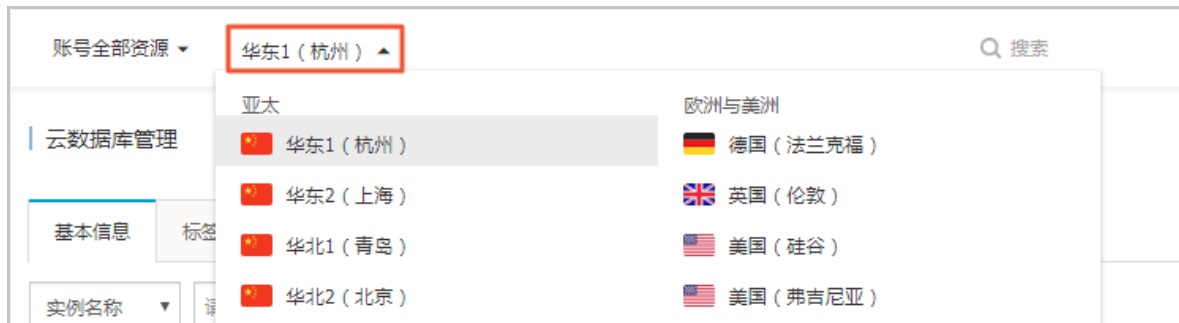 账号全部资源 华东1（杭州） 搜索
亚太 欧洲与美洲
云数据库管理 华东1（杭州） 德国（法兰克福）
华东2（上海） 英国（伦敦）
基本信息 标签 华北1（青岛） 美国（硅谷）
实例名称 华北2（北京） 美国（弗吉尼亚）